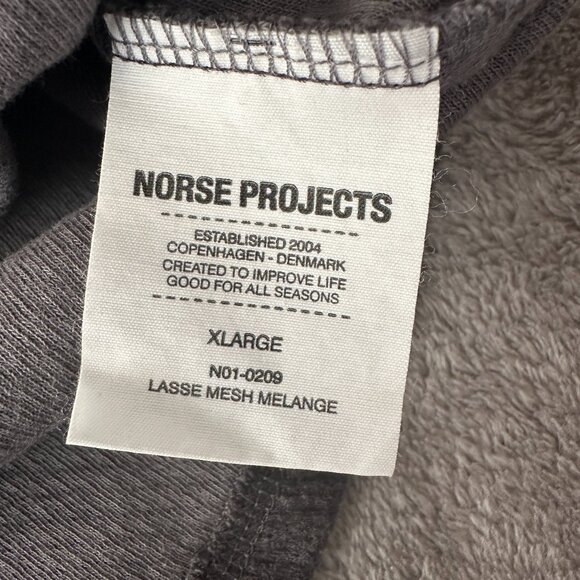 NORSE PROJECTS
ESTABLISHED 2004
COPENHAGEN - DENMARK
CREATED TO IMPROVE LIFE
GOOD FOR ALL SEASONS
XLARGE
N01-0209
LASSE MESH MELANGE